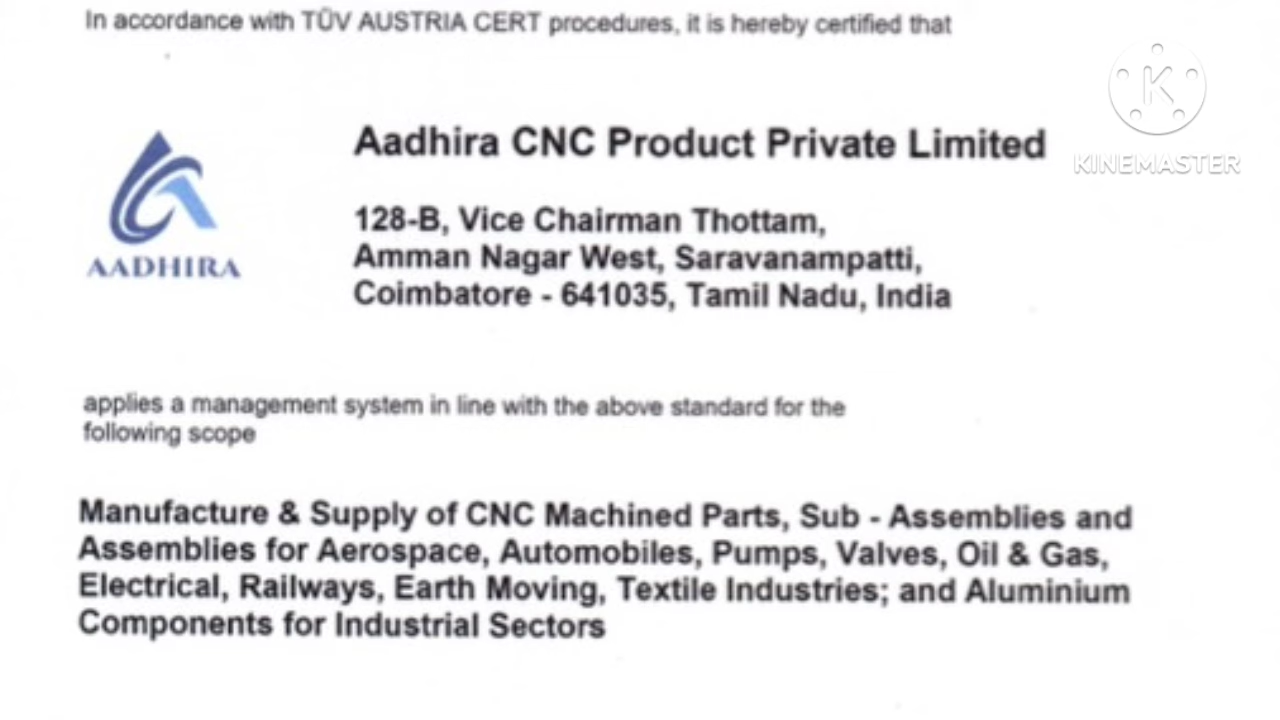 In accordance with TÜV AUSTRIA CERT procedures, it is hereby certified that
K
KINEMASTER
Aadhira CNC Product Private Limited
AADHIRA
128-B, Vice Chairman Thottam,
Amman Nagar West, Saravanampatti,
Coimbatore - 641035, Tamil Nadu, India
applies a management system in line with the above standard for the
following scope
Manufacture & Supply of CNC Machined Parts, Sub - Assemblies and
Assemblies for Aerospace, Automobiles, Pumps, Valves, Oil & Gas,
Electrical, Railways, Earth Moving, Textile Industries; and Aluminium
Components for Industrial Sectors